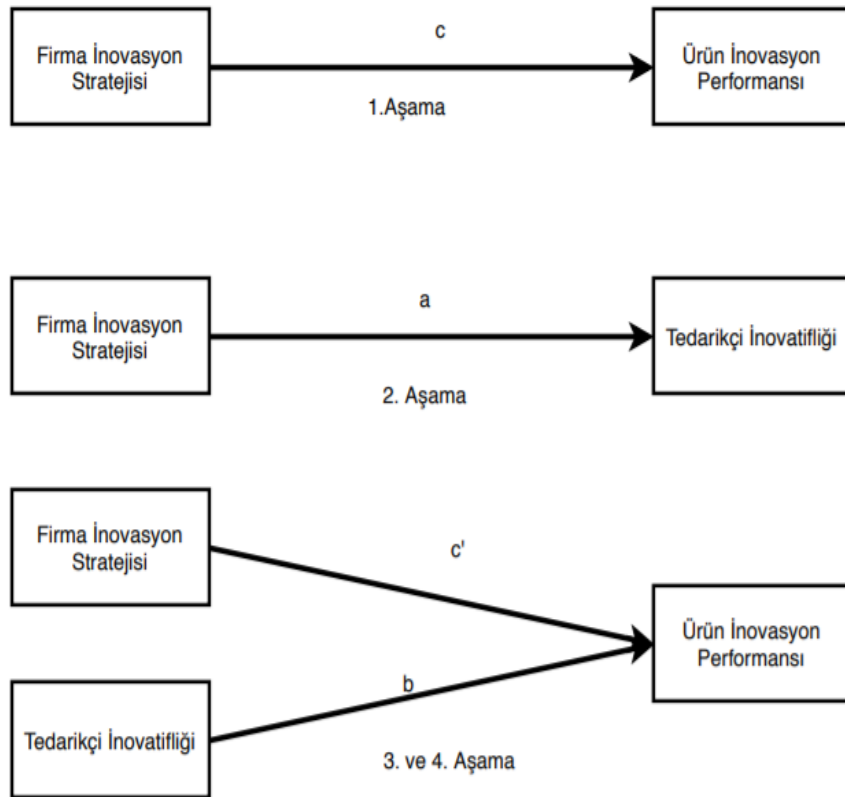 Firma İnovasyon
Stratejisi
c
1.Aşama
Ürün İnovasyon
Performansı
Firma İnovasyon
Stratejisi
a
2. Aşama
Tedarikçi İnovatifliği
Firma İnovasyon
Stratejisi
c'
Ürün İnovasyon
Performansı
Tedarikçi İnovatifliği
b
3. ve 4. Aşama